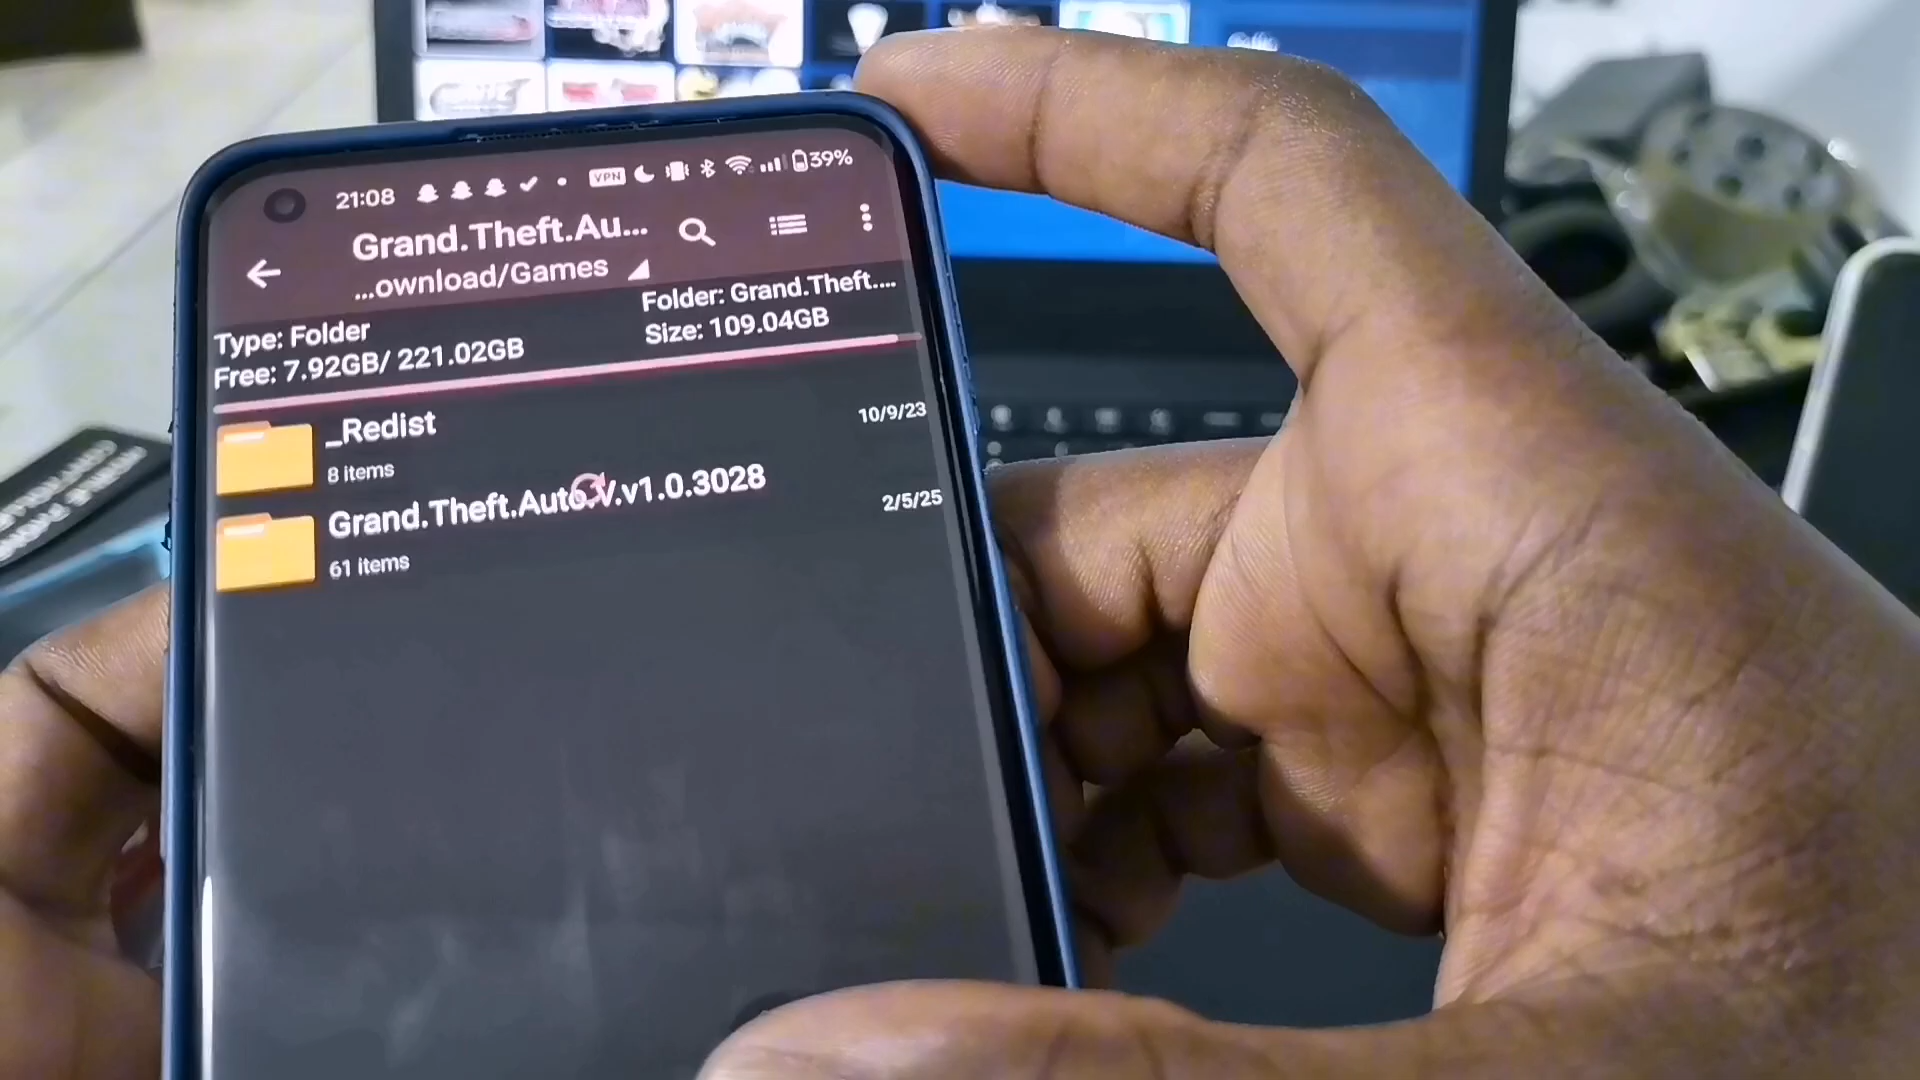 21:08 VPN 39%
Grand.Theft.Au...
...ownload/Games
Type: Folder
Free: 7.92GB/ 221.02GB
Folder: Grand.Theft....
Size: 109.04GB
_Redist
8 items
10/9/23
Grand.Theft.Auto.V.v1.0.3028
61 items
2/5/25